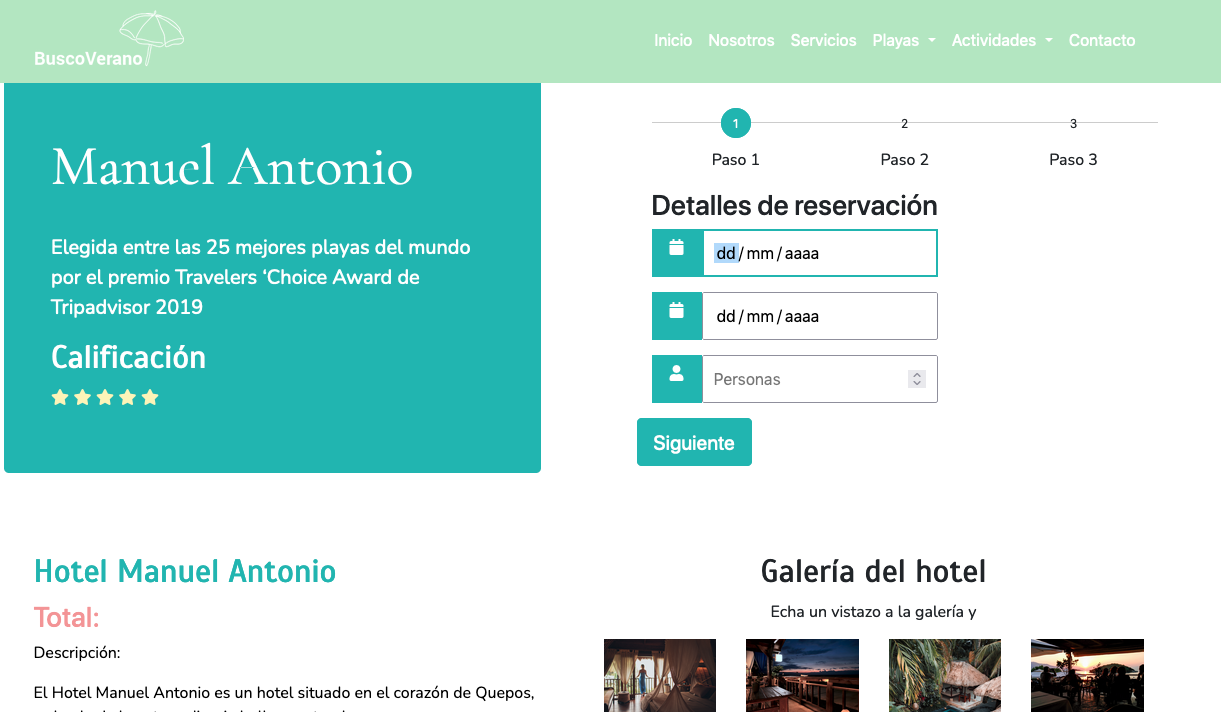 BuscoVerano
Inicio Nosotros Servicios Playas Actividades Contacto
Manuel Antonio
Elegida entre las 25 mejores playas del mundo
por el premio Travelers ‘Choice Award de
Tripadvisor 2019
Calificación
1 2 3
Paso 1 Paso 2 Paso 3
Detalles de reservación
dd/mm/aaaa
dd/mm/aaaa
Personas
Siguiente
Hotel Manuel Antonio
Total:
Descripción:
El Hotel Manuel Antonio es un hotel situado en el corazón de Quepos,
Galería del hotel
Echa un vistazo a la galería y